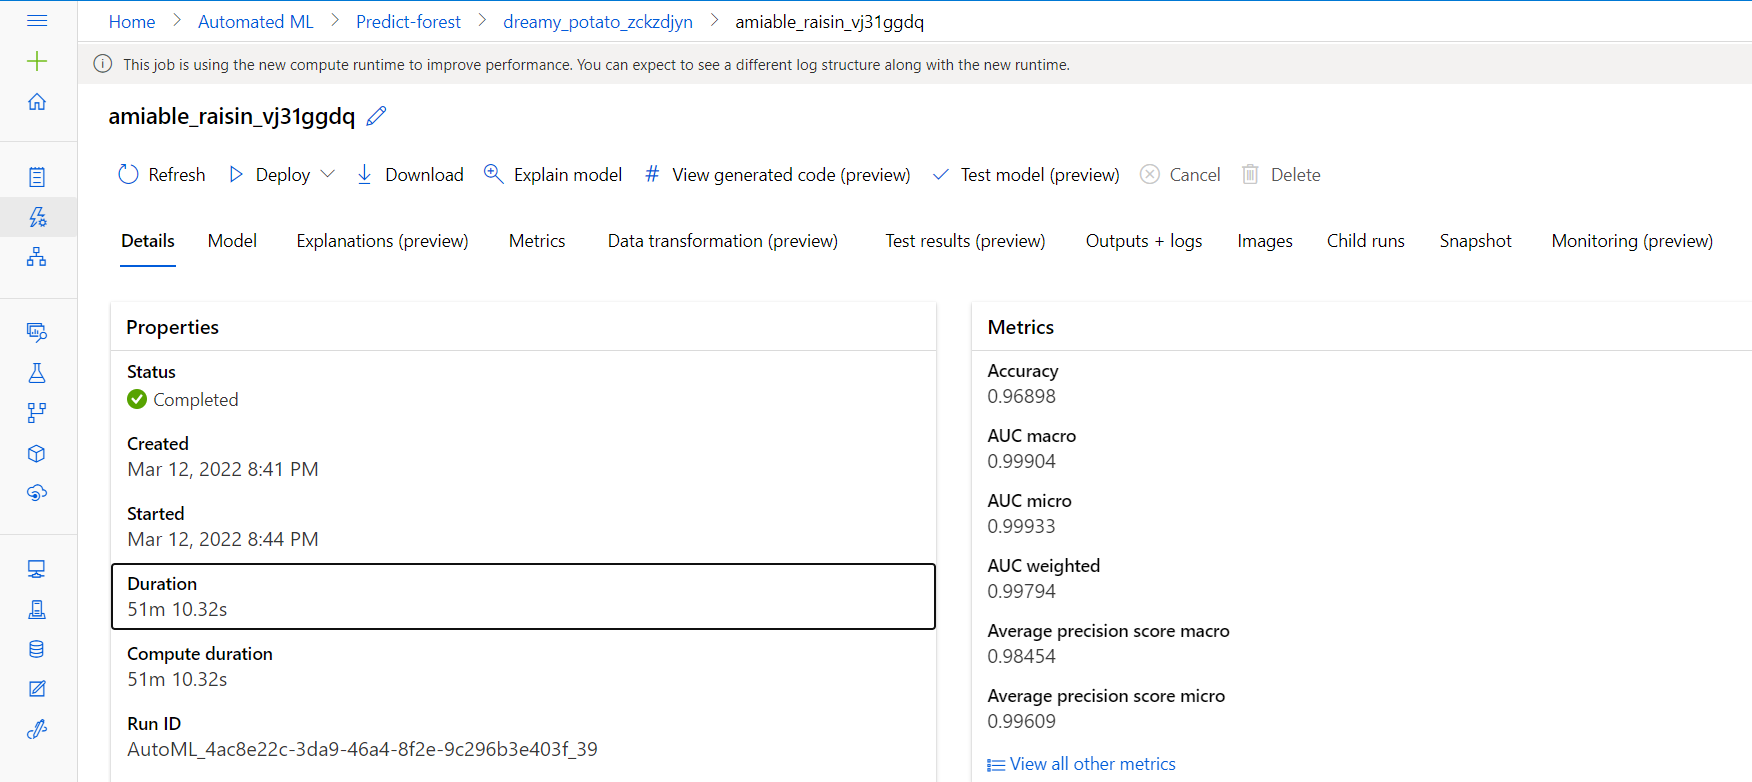 Home > Automated ML > Predict-forest > dreamy_potato_zckzdjyn > amiable_raisin_vj31ggdq
This job is using the new compute runtime to improve performance. You can expect to see a different log structure along with the new runtime.
amiable_raisin_vj31ggdq
Refresh Deploy Download Explain model # View generated code (preview) Test model (preview) Cancel Delete
Details Model Explanations (preview) Metrics Data transformation (preview) Test results (preview) Outputs + logs Images Child runs Snapshot Monitoring (preview)
Properties
Status
Completed
Created
Mar 12, 2022 8:41 PM
Started
Mar 12, 2022 8:44 PM
Duration
51m 10.32s
Compute duration
51m 10.32s
Run ID
AutoML_4ac8e22c-3da9-46a4-8f2e-9c296b3e403f_39
Metrics
Accuracy
0.96898
AUC macro
0.99904
AUC micro
0.99933
AUC weighted
0.99794
Average precision score macro
0.98454
Average precision score micro
0.99609
View all other metrics